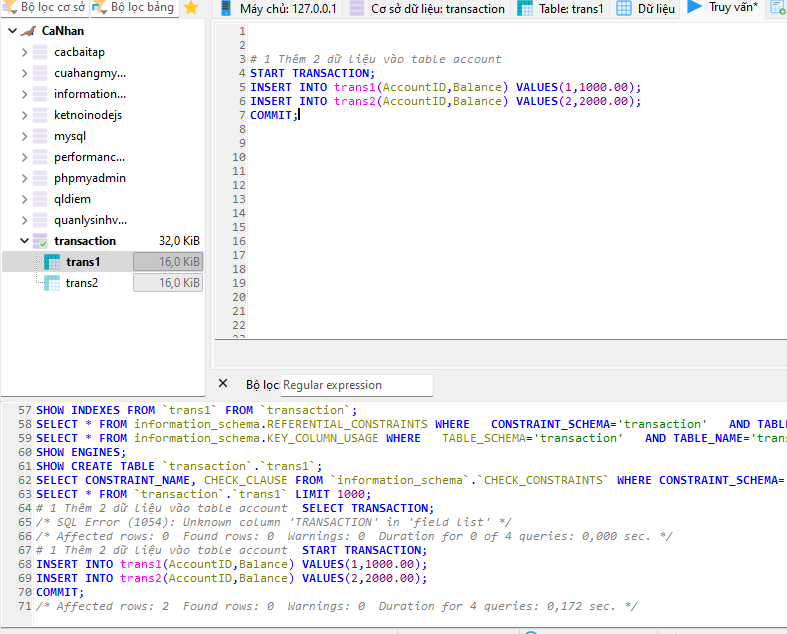 Bộ lọc cơ sở Bộ lọc bảng
Máy chủ: 127.0.0.1 Cơ sở dữ liệu: transaction Table: trans1 Dữ liệu Truy vấn*
CaNhan
cacbaitap
cuahangmy...
information...
ketnoinodejs
mysql
performanc...
phpmyadmin
qldiem
quanlysinhv...
transaction 32,0 KiB
trans1 16,0 KiB
trans2 16,0 KiB
1
2
3 # 1 Thêm 2 dữ liệu vào table account
4 START TRANSACTION;
5 INSERT INTO trans1(AccountID,Balance) VALUES(1,1000.00);
6 INSERT INTO trans2(AccountID,Balance) VALUES(2,2000.00);
7 COMMIT;
8
9
10
11
12
13
14
15
16
17
18
19
20
21
22
23
Bộ lọc: Regular expression
57 SHOW INDEXES FROM `trans1` FROM `transaction`;
58 SELECT * FROM information_schema.REFERENTIAL_CONSTRAINTS WHERE CONSTRAINT_SCHEMA='transaction' AND TABL
59 SELECT * FROM information_schema.KEY_COLUMN_USAGE WHERE TABLE_SCHEMA='transaction' AND TABLE_NAME='trans
60 SHOW ENGINES;
61 SHOW CREATE TABLE `transaction`.`trans1`;
62 SELECT CONSTRAINT_NAME, CHECK_CLAUSE FROM `information_schema`.`CHECK_CONSTRAINTS` WHERE CONSTRAINT_SCHEMA=
63 SELECT * FROM `transaction`.`trans1` LIMIT 1000;
64 # 1 Thêm 2 dữ liệu vào table account SELECT TRANSACTION;
65 /* SQL Error (1054): Unknown column 'TRANSACTION' in 'field list' */
66 /* Affected rows: 0 Found rows: 0 Warnings: 0 Duration for 0 of 4 queries: 0,000 sec. */
67 # 1 Thêm 2 dữ liệu vào table account START TRANSACTION;
68 INSERT INTO trans1(AccountID,Balance) VALUES(1,1000.00);
69 INSERT INTO trans2(AccountID,Balance) VALUES(2,2000.00);
70 COMMIT;
71 /* Affected rows: 2 Found rows: 0 Warnings: 0 Duration for 4 queries: 0,172 sec. */